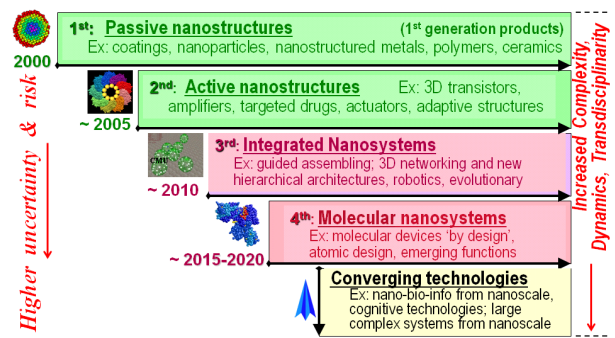 1st: Passive nanostructures (1st generation products)
Ex: coatings, nanoparticles, nanostructured metals, polymers, ceramics
2000
2nd: Active nanostructures Ex: 3D transistors,
amplifiers, targeted drugs, actuators, adaptive structures
~ 2005
3rd: Integrated Nanosystems
Ex: guided assembling; 3D networking and new
hierarchical architectures, robotics, evolutionary
CMU
~ 2010
4th: Molecular nanosystems
Ex: molecular devices ‘by design’,
atomic design, emerging functions
~ 2015-2020
Converging technologies
Ex: nano-bio-info from nanoscale,
cognitive technologies; large
complex systems from nanoscale
Higher uncertainty & risk
Increased Complexity,
Dynamics, Transdisciplinarity